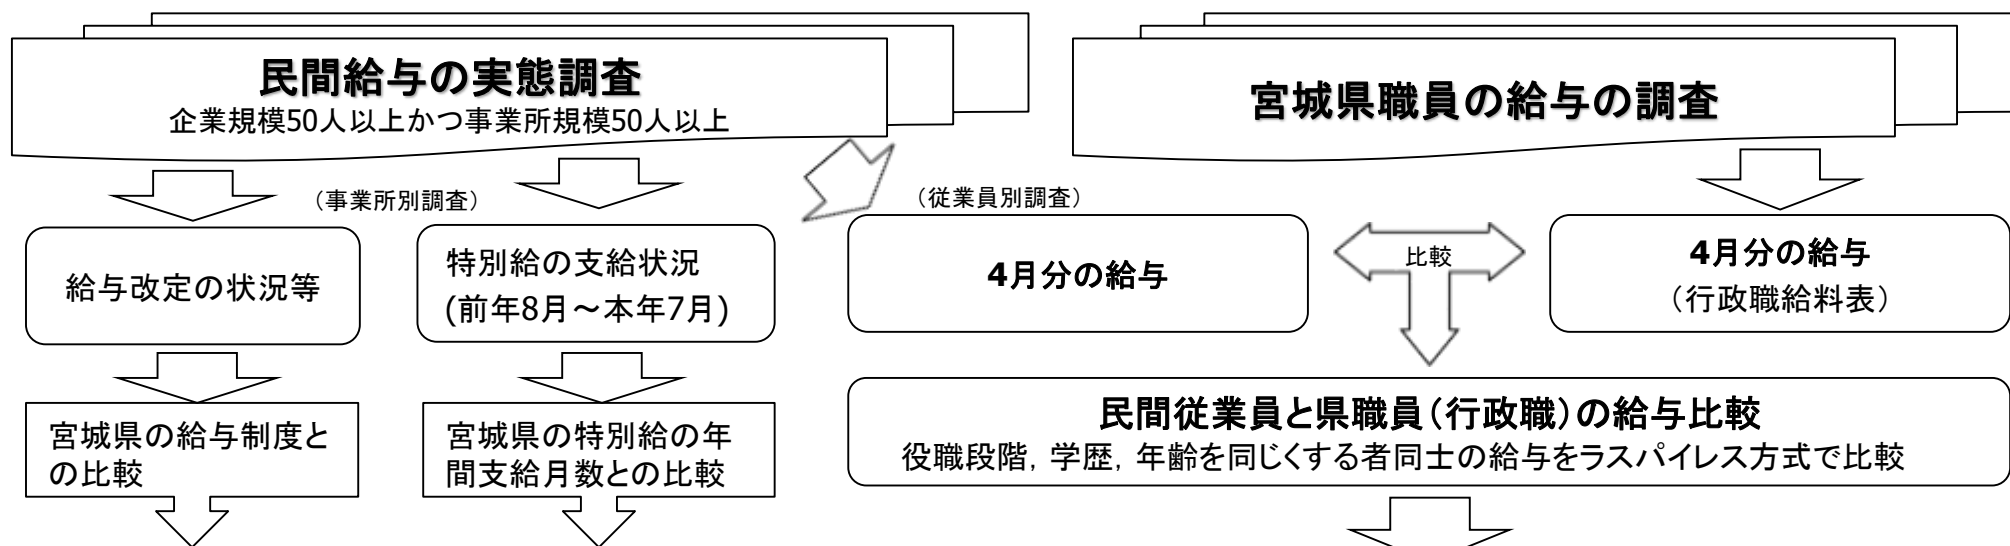 民間給与の実態調査
企業規模50人以上かつ事業所規模50人以上
宮城県職員の給与の調査
（事業所別調査）
（従業員別調査）
給与改定の状況等
特別給の支給状況
(前年8月～本年7月)
4月分の給与
比較
4月分の給与
（行政職給料表）
宮城県の給与制度と
の比較
宮城県の特別給の年
間支給月数との比較
民間従業員と県職員（行政職）の給与比較
役職段階，学歴，年齢を同じくする者同士の給与をラスパイレス方式で比較